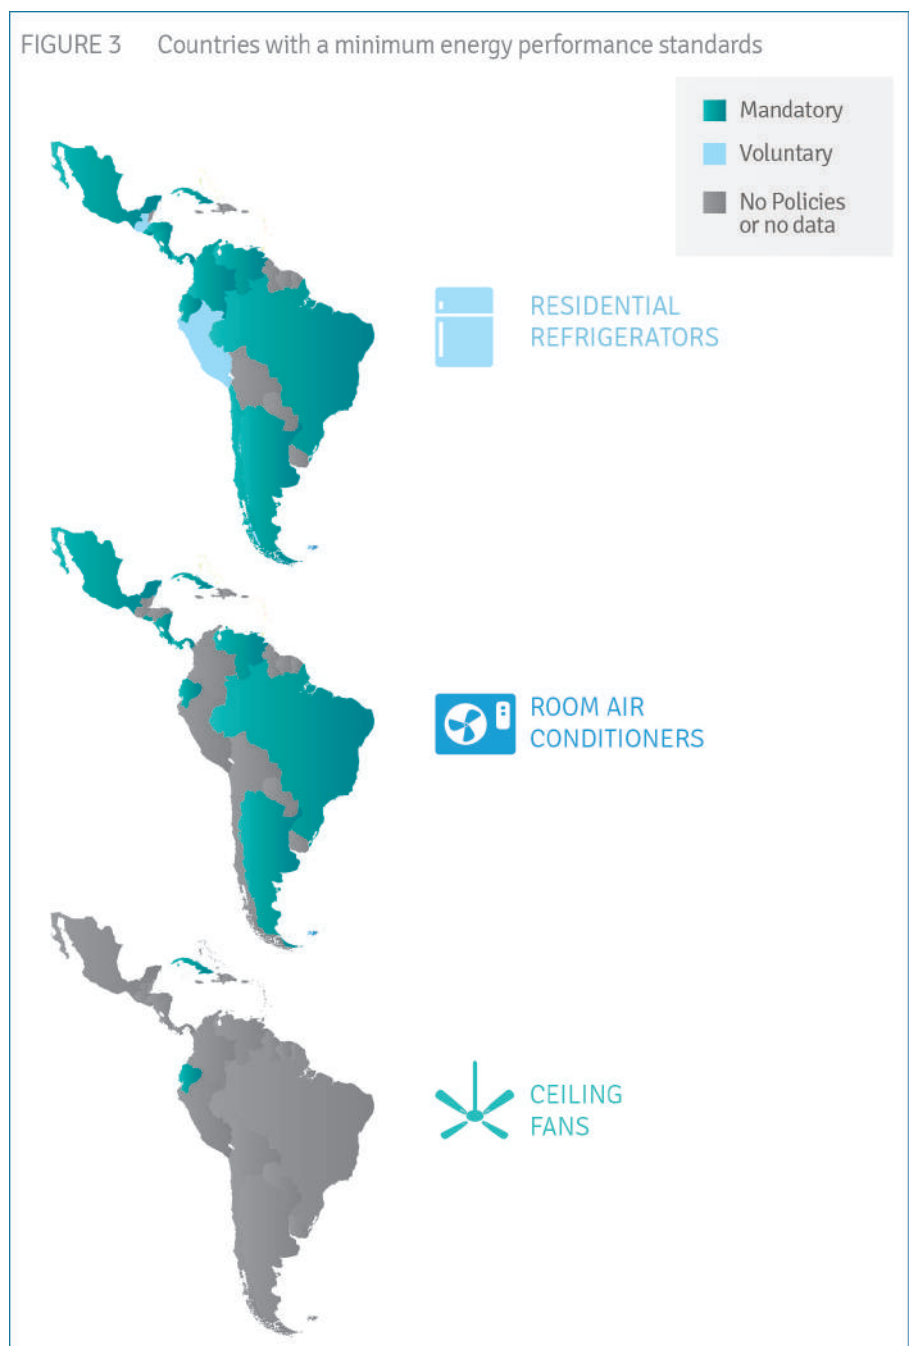 FIGURE 3 Countries with a minimum energy performance standards
Mandatory
Voluntary
No Policies
or no data
RESIDENTIAL
REFRIGERATORS
ROOM AIR
CONDITIONERS
CEILING
FANS